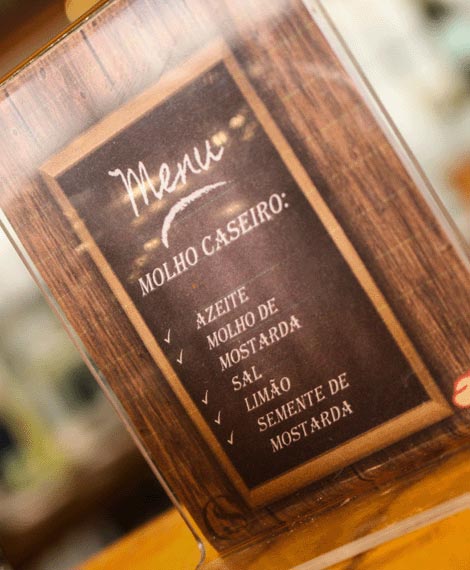 Menu
MOLHO CASEIRO:
✓ AZEITE
✓ MOLHO DE
MOSTARDA
✓ SAL
✓ LIMÃO
✓ SEMENTE DE
MOSTARDA